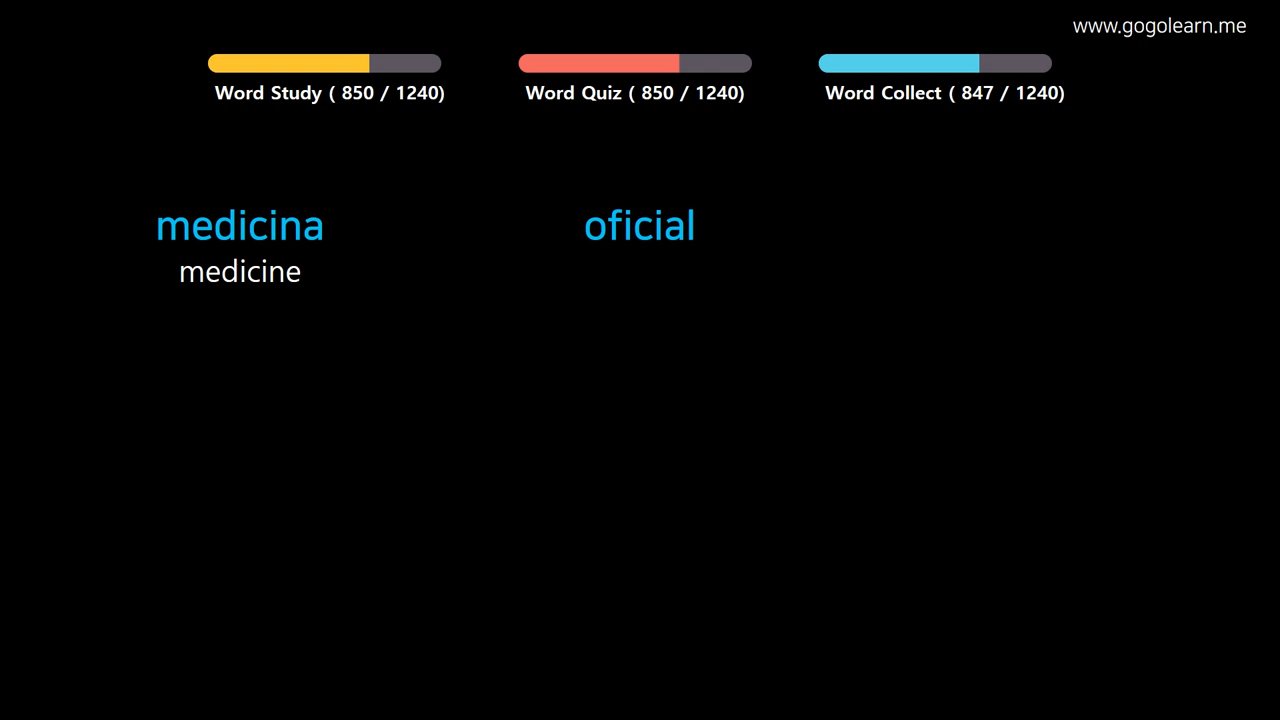 www.gogolearn.me
Word Study ( 850 / 1240)
Word Quiz ( 850 / 1240)
Word Collect ( 847 / 1240)
medicina
oficial
medicine